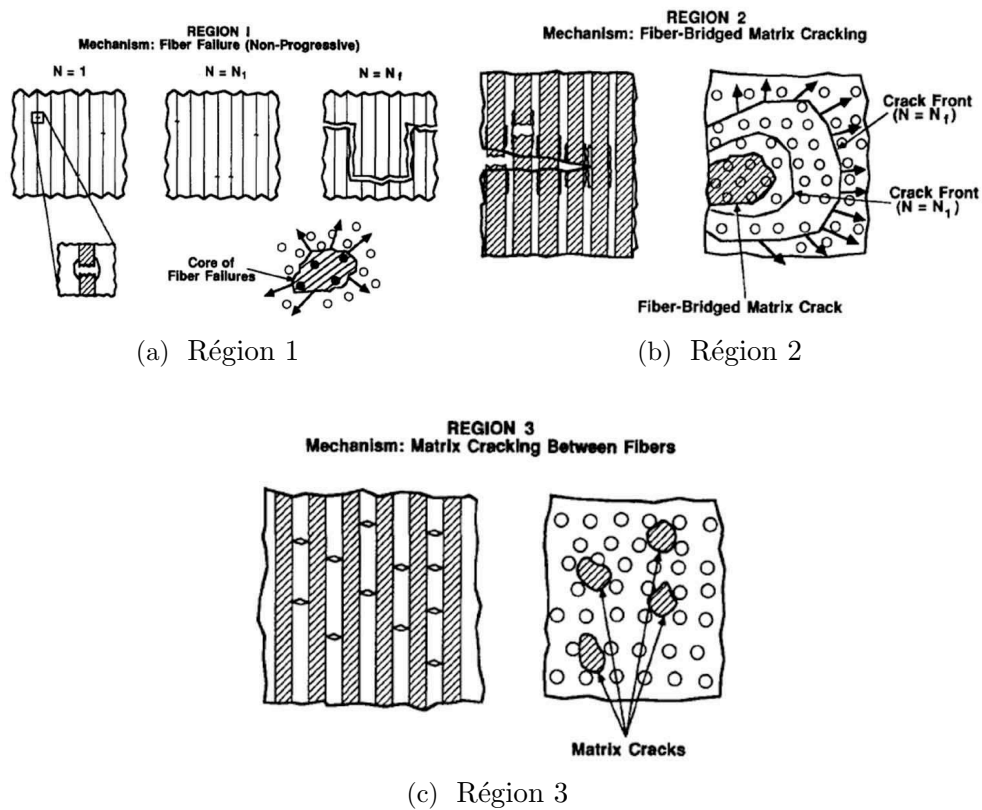 REGION I
Mechanism: Fiber Failure (Non-Progressive)
N = 1
N = N₁
N = Nf
Core of
Fiber Failures
(a) Région 1
REGION 2
Mechanism: Fiber-Bridged Matrix Cracking
Crack Front
(N = Nf)
Crack Front
(N = N₁)
Fiber-Bridged Matrix Crack
(b) Région 2
REGION 3
Mechanism: Matrix Cracking Between Fibers
Matrix Cracks
(c) Région 3